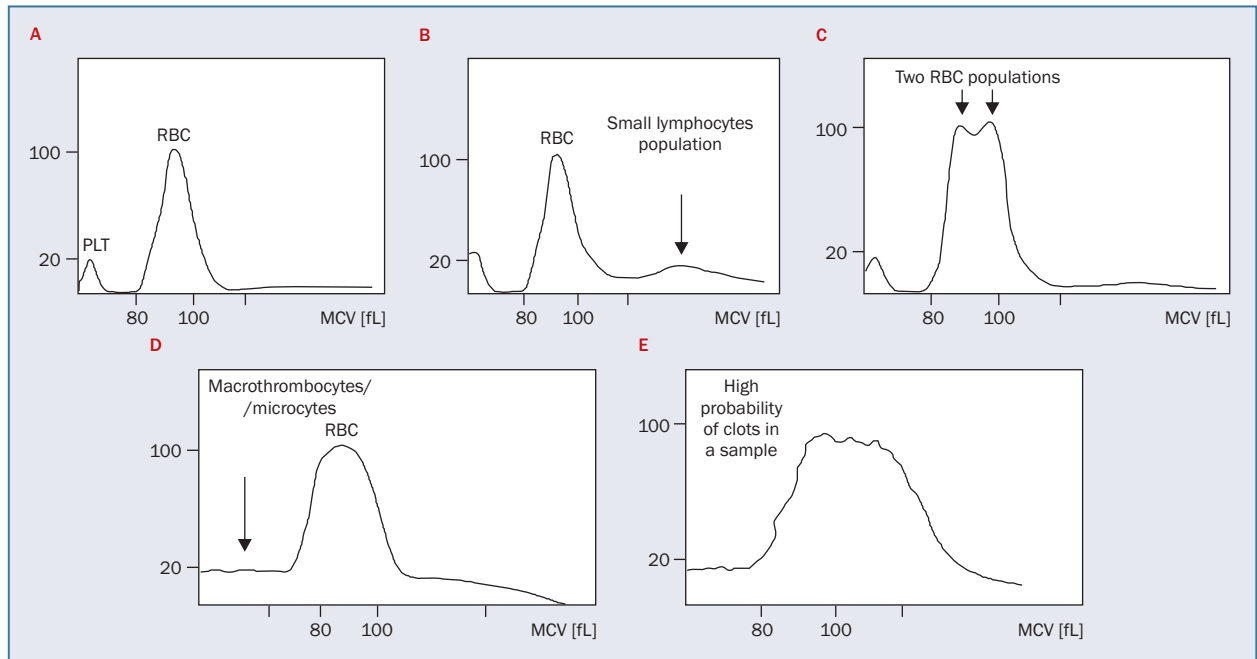 A
RBC
PLT
100
20
80
100
MCV [fL]
B
RBC
Small lymphocytes
population
100
20
80
100
MCV [fL]
C
Two RBC populations
100
20
80
100
MCV [fL]
D
Macrothrombocytes/
/microcytes
RBC
100
20
80
100
MCV [fL]
E
High
probability
of clots in
a sample
100
20
80
100
MCV [fL]